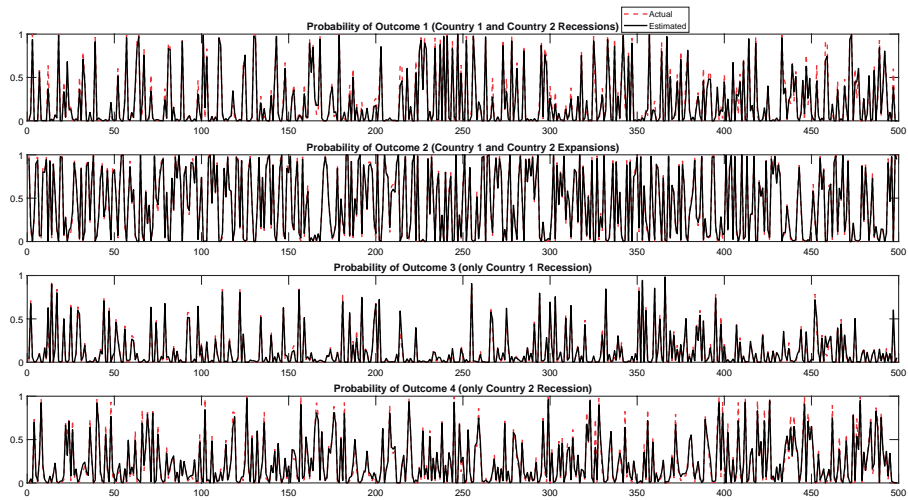 Actual
Estimated
Probability of Outcome 1 (Country 1 and Country 2 Recessions)
1
0.5
0
0 50 100 150 200 250 300 350 400 450 500
Probability of Outcome 2 (Country 1 and Country 2 Expansions)
1
0.5
0
0 50 100 150 200 250 300 350 400 450 500
Probability of Outcome 3 (only Country 1 Recession)
1
0.5
0
0 50 100 150 200 250 300 350 400 450 500
Probability of Outcome 4 (only Country 2 Recession)
1
0.5
0
0 50 100 150 200 250 300 350 400 450 500